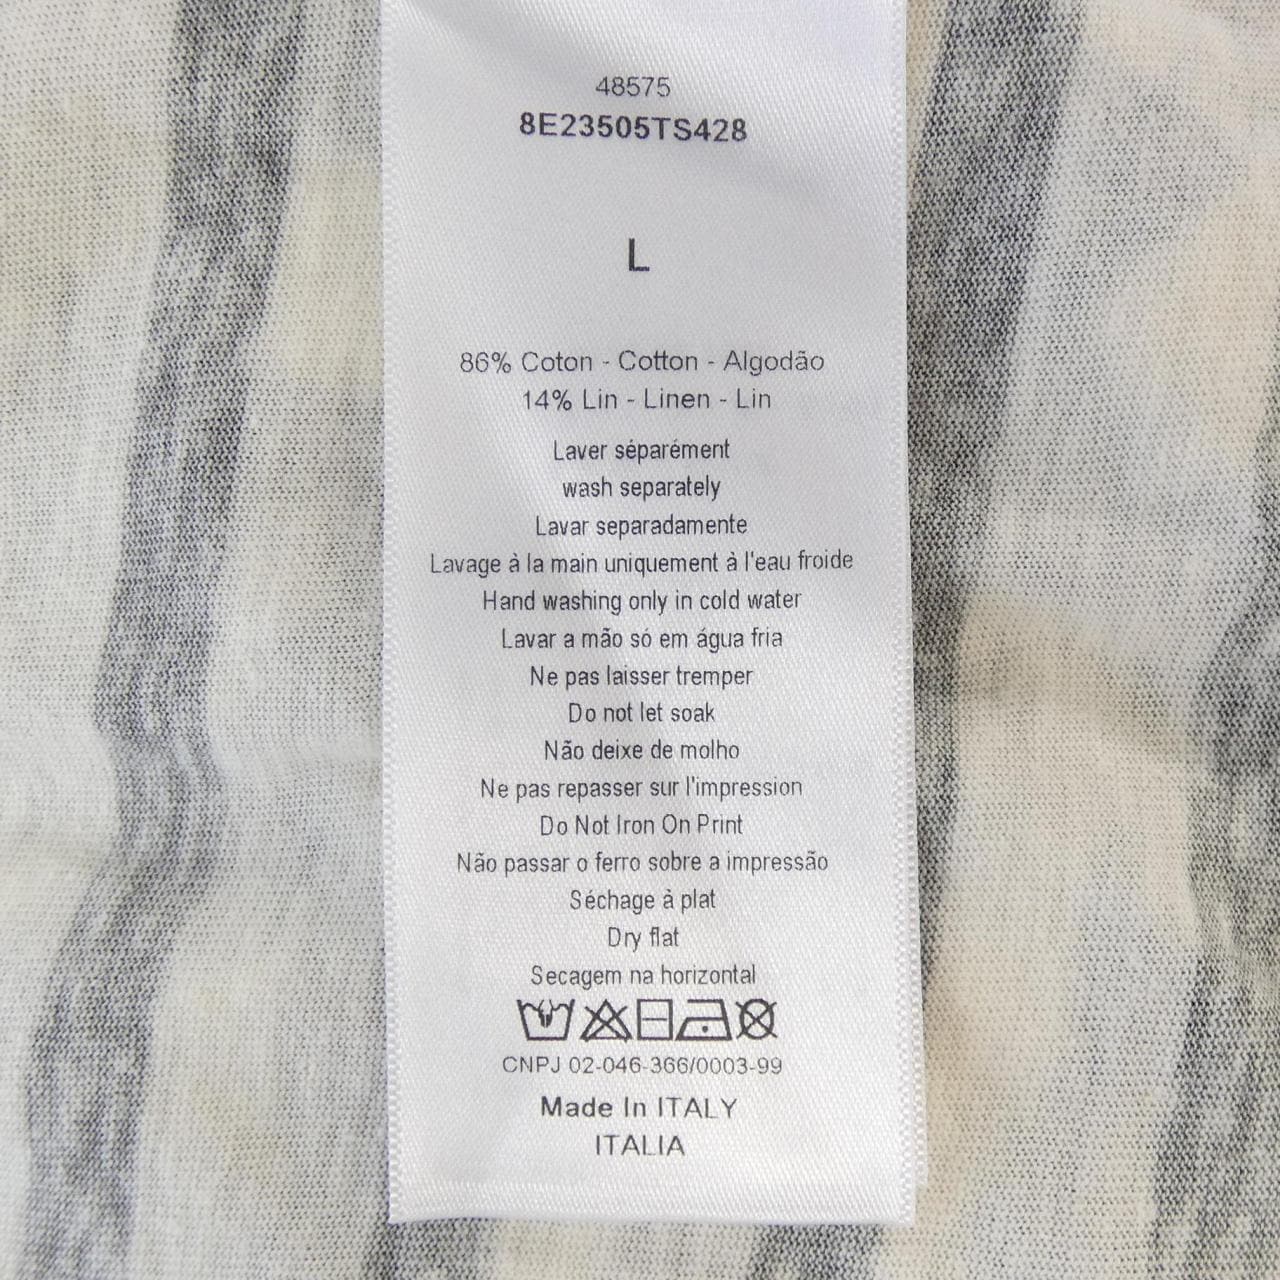 48575
8E23505TS428
L
86% Coton - Cotton - Algodão
14% Lin - Linen - Lin
Laver séparément
wash separately
Lavar separadamente
Lavage à la main uniquement à l'eau froide
Hand washing only in cold water
Lavar a mão só em água fria
Ne pas laisser tremper
Do not let soak
Não deixe de molho
Ne pas repasser sur l'impression
Do Not Iron On Print
Não passar o ferro sobre a impressão
Séchage à plat
Dry flat
Secagem na horizontal
CNPJ 02-046-366/0003-99
Made In ITALY
ITALIA